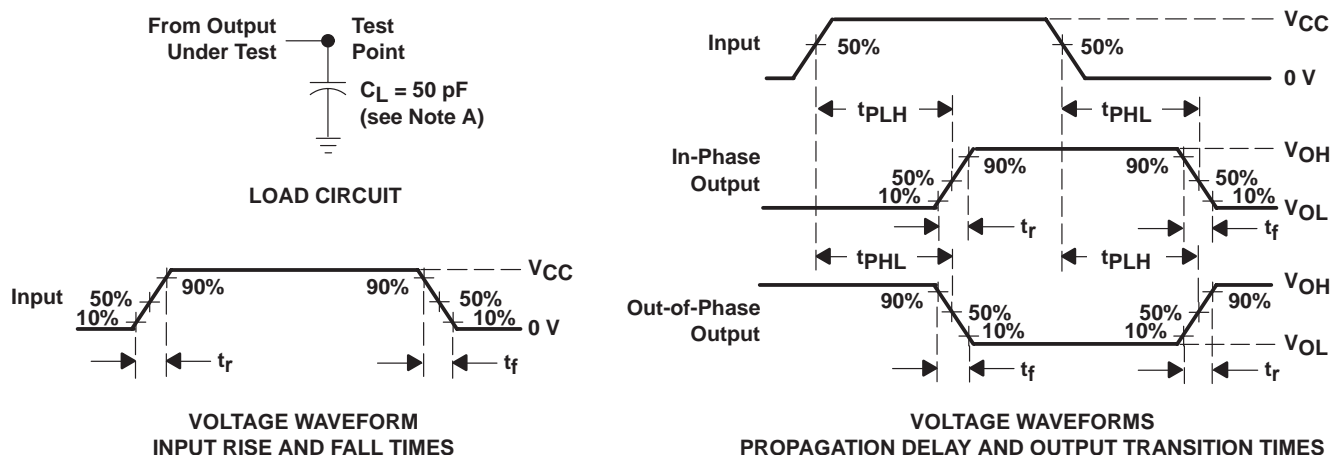 From Output
Under Test
Test
Point
CL = 50 pF
(see Note A)
LOAD CIRCUIT
Input
50%
10%
90%
90%
50%
10%
VCC
0 V
tr
tf
VOLTAGE WAVEFORM
INPUT RISE AND FALL TIMES
Input
50%
50%
VCC
0 V
tPLH
tPHL
In-Phase
Output
50%
10%
90%
90%
50%
10%
VOH
VOL
tr
tf
tPHL
tPLH
Out-of-Phase
Output
90%
50%
10%
50%
10%
90%
VOH
VOL
tf
tr
VOLTAGE WAVEFORMS
PROPAGATION DELAY AND OUTPUT TRANSITION TIMES